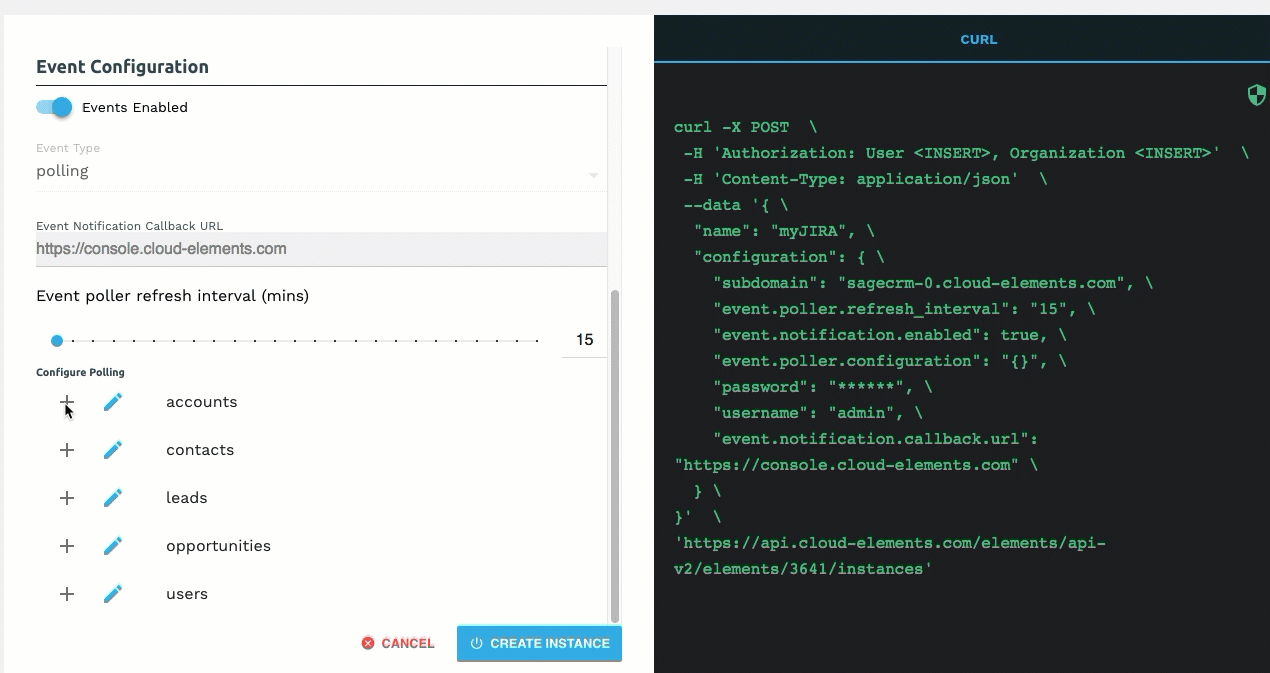 Event Configuration
Events Enabled
Event Type
polling
Event Notification Callback URL
https://console.cloud-elements.com
Event poller refresh interval (mins)
15
Configure Polling
accounts
contacts
leads
opportunities
users
CANCEL
CREATE INSTANCE
CURL
curl -X POST  \
-H 'Authorization: User <INSERT>, Organization <INSERT>'  \
-H 'Content-Type: application/json'  \
--data '{ \
"name": "myJIRA", \
"configuration": { \
"subdomain": "sagecrm-0.cloud-elements.com", \
"event.poller.refresh_interval": "15", \
"event.notification.enabled": true, \
"event.poller.configuration": "{}", \
"password": "******", \
"username": "admin", \
"event.notification.callback.url":
"https://console.cloud-elements.com" \
} \
}'  \
'https://api.cloud-elements.com/elements/api-
v2/elements/3641/instances'